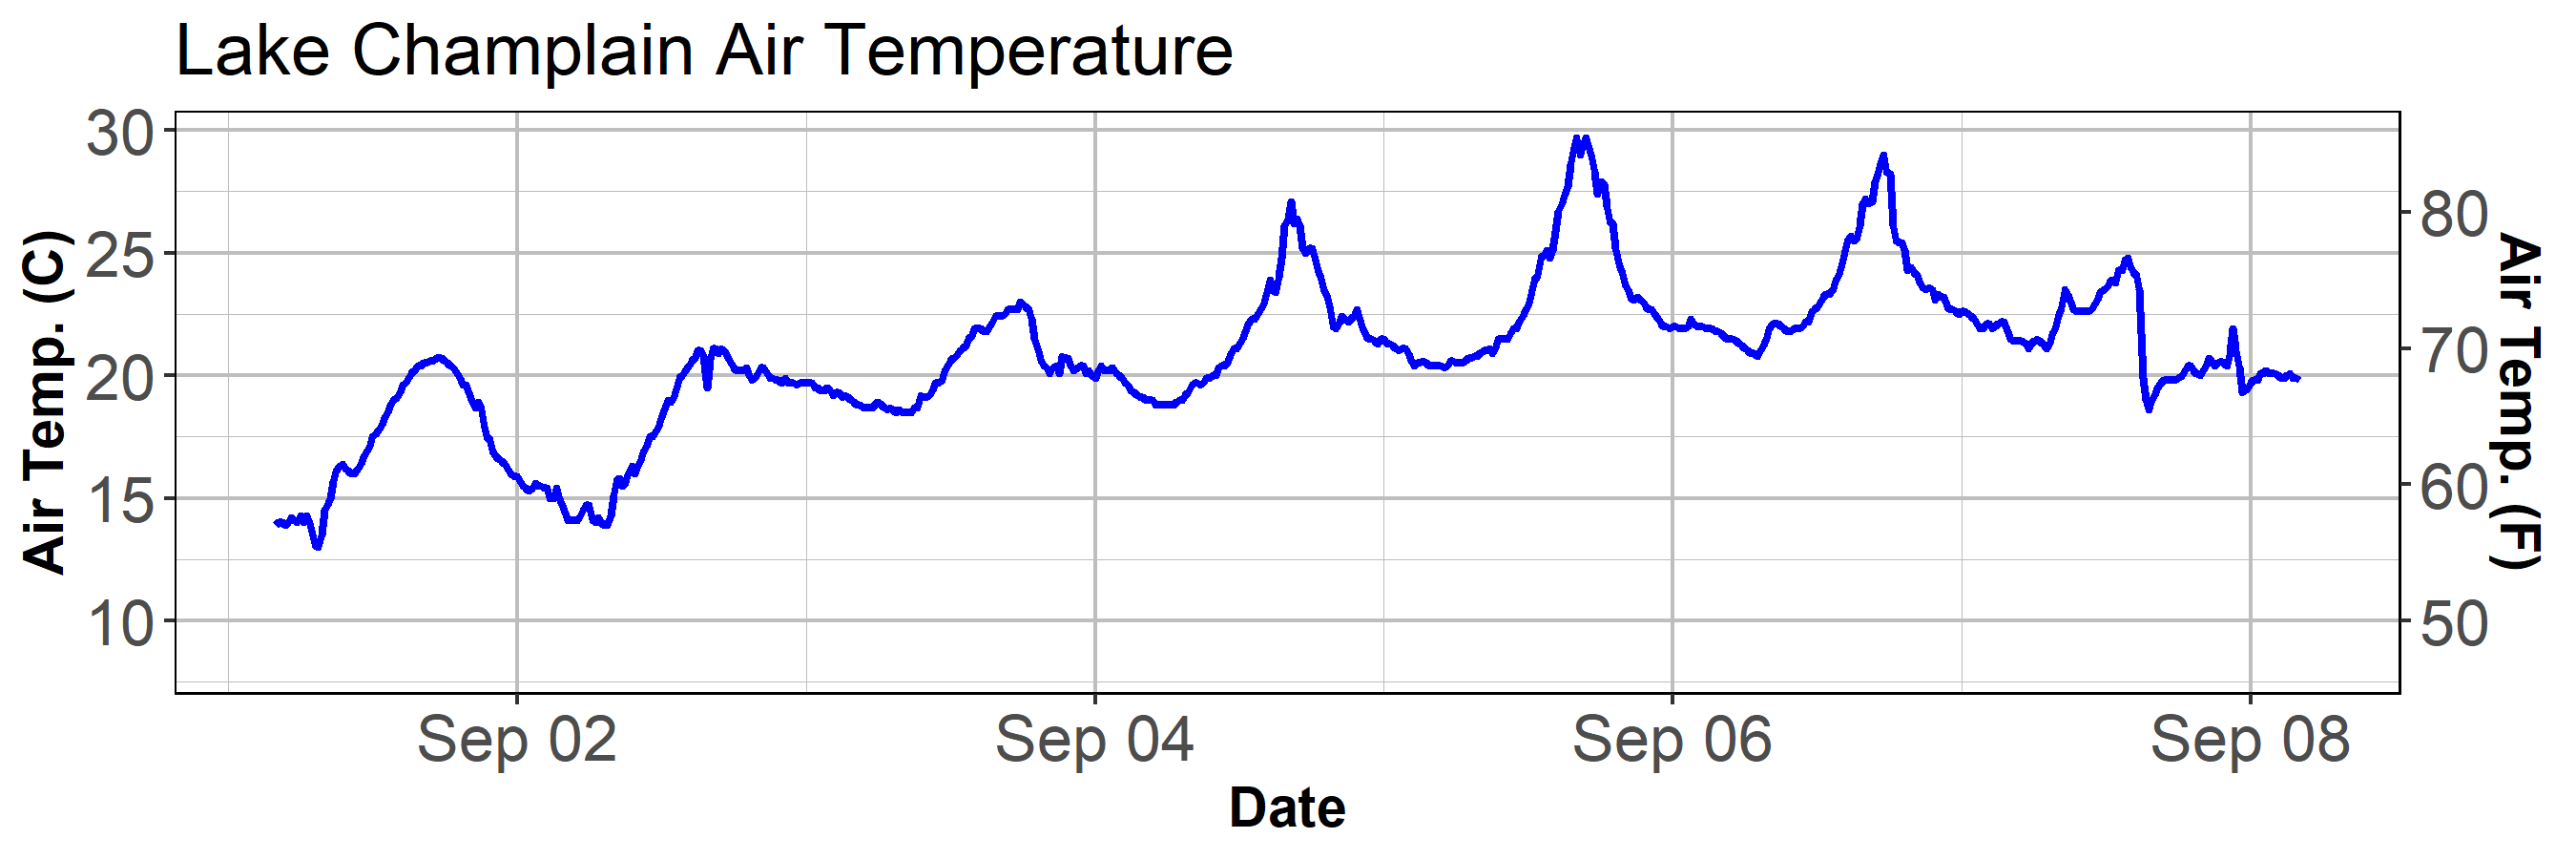 Lake Champlain Air Temperature
30
25
20
15
10
Air Temp. (C)
80
70
60
50
Air Temp. (F)
Sep 02 Sep 04 Sep 06 Sep 08
Date